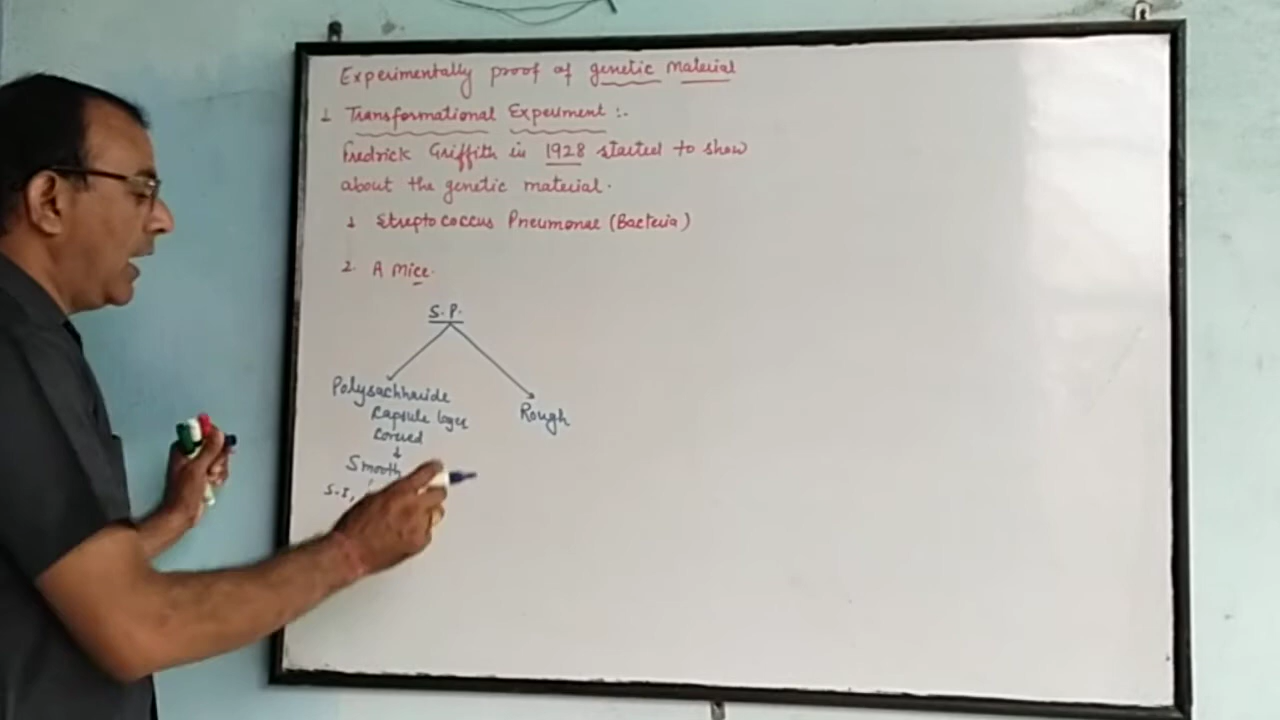 Experimentally proof of genetic material
1 Transformational Experiment :-
Fredrick Griffith in 1928 started to show
about the genetic material.
1 Streptococcus Pneumonae (Bacteria)
2. A Mice.
S.P.
Polysachharide
Capsule layer
Covered
↓
Smooth
S-I,
Rough